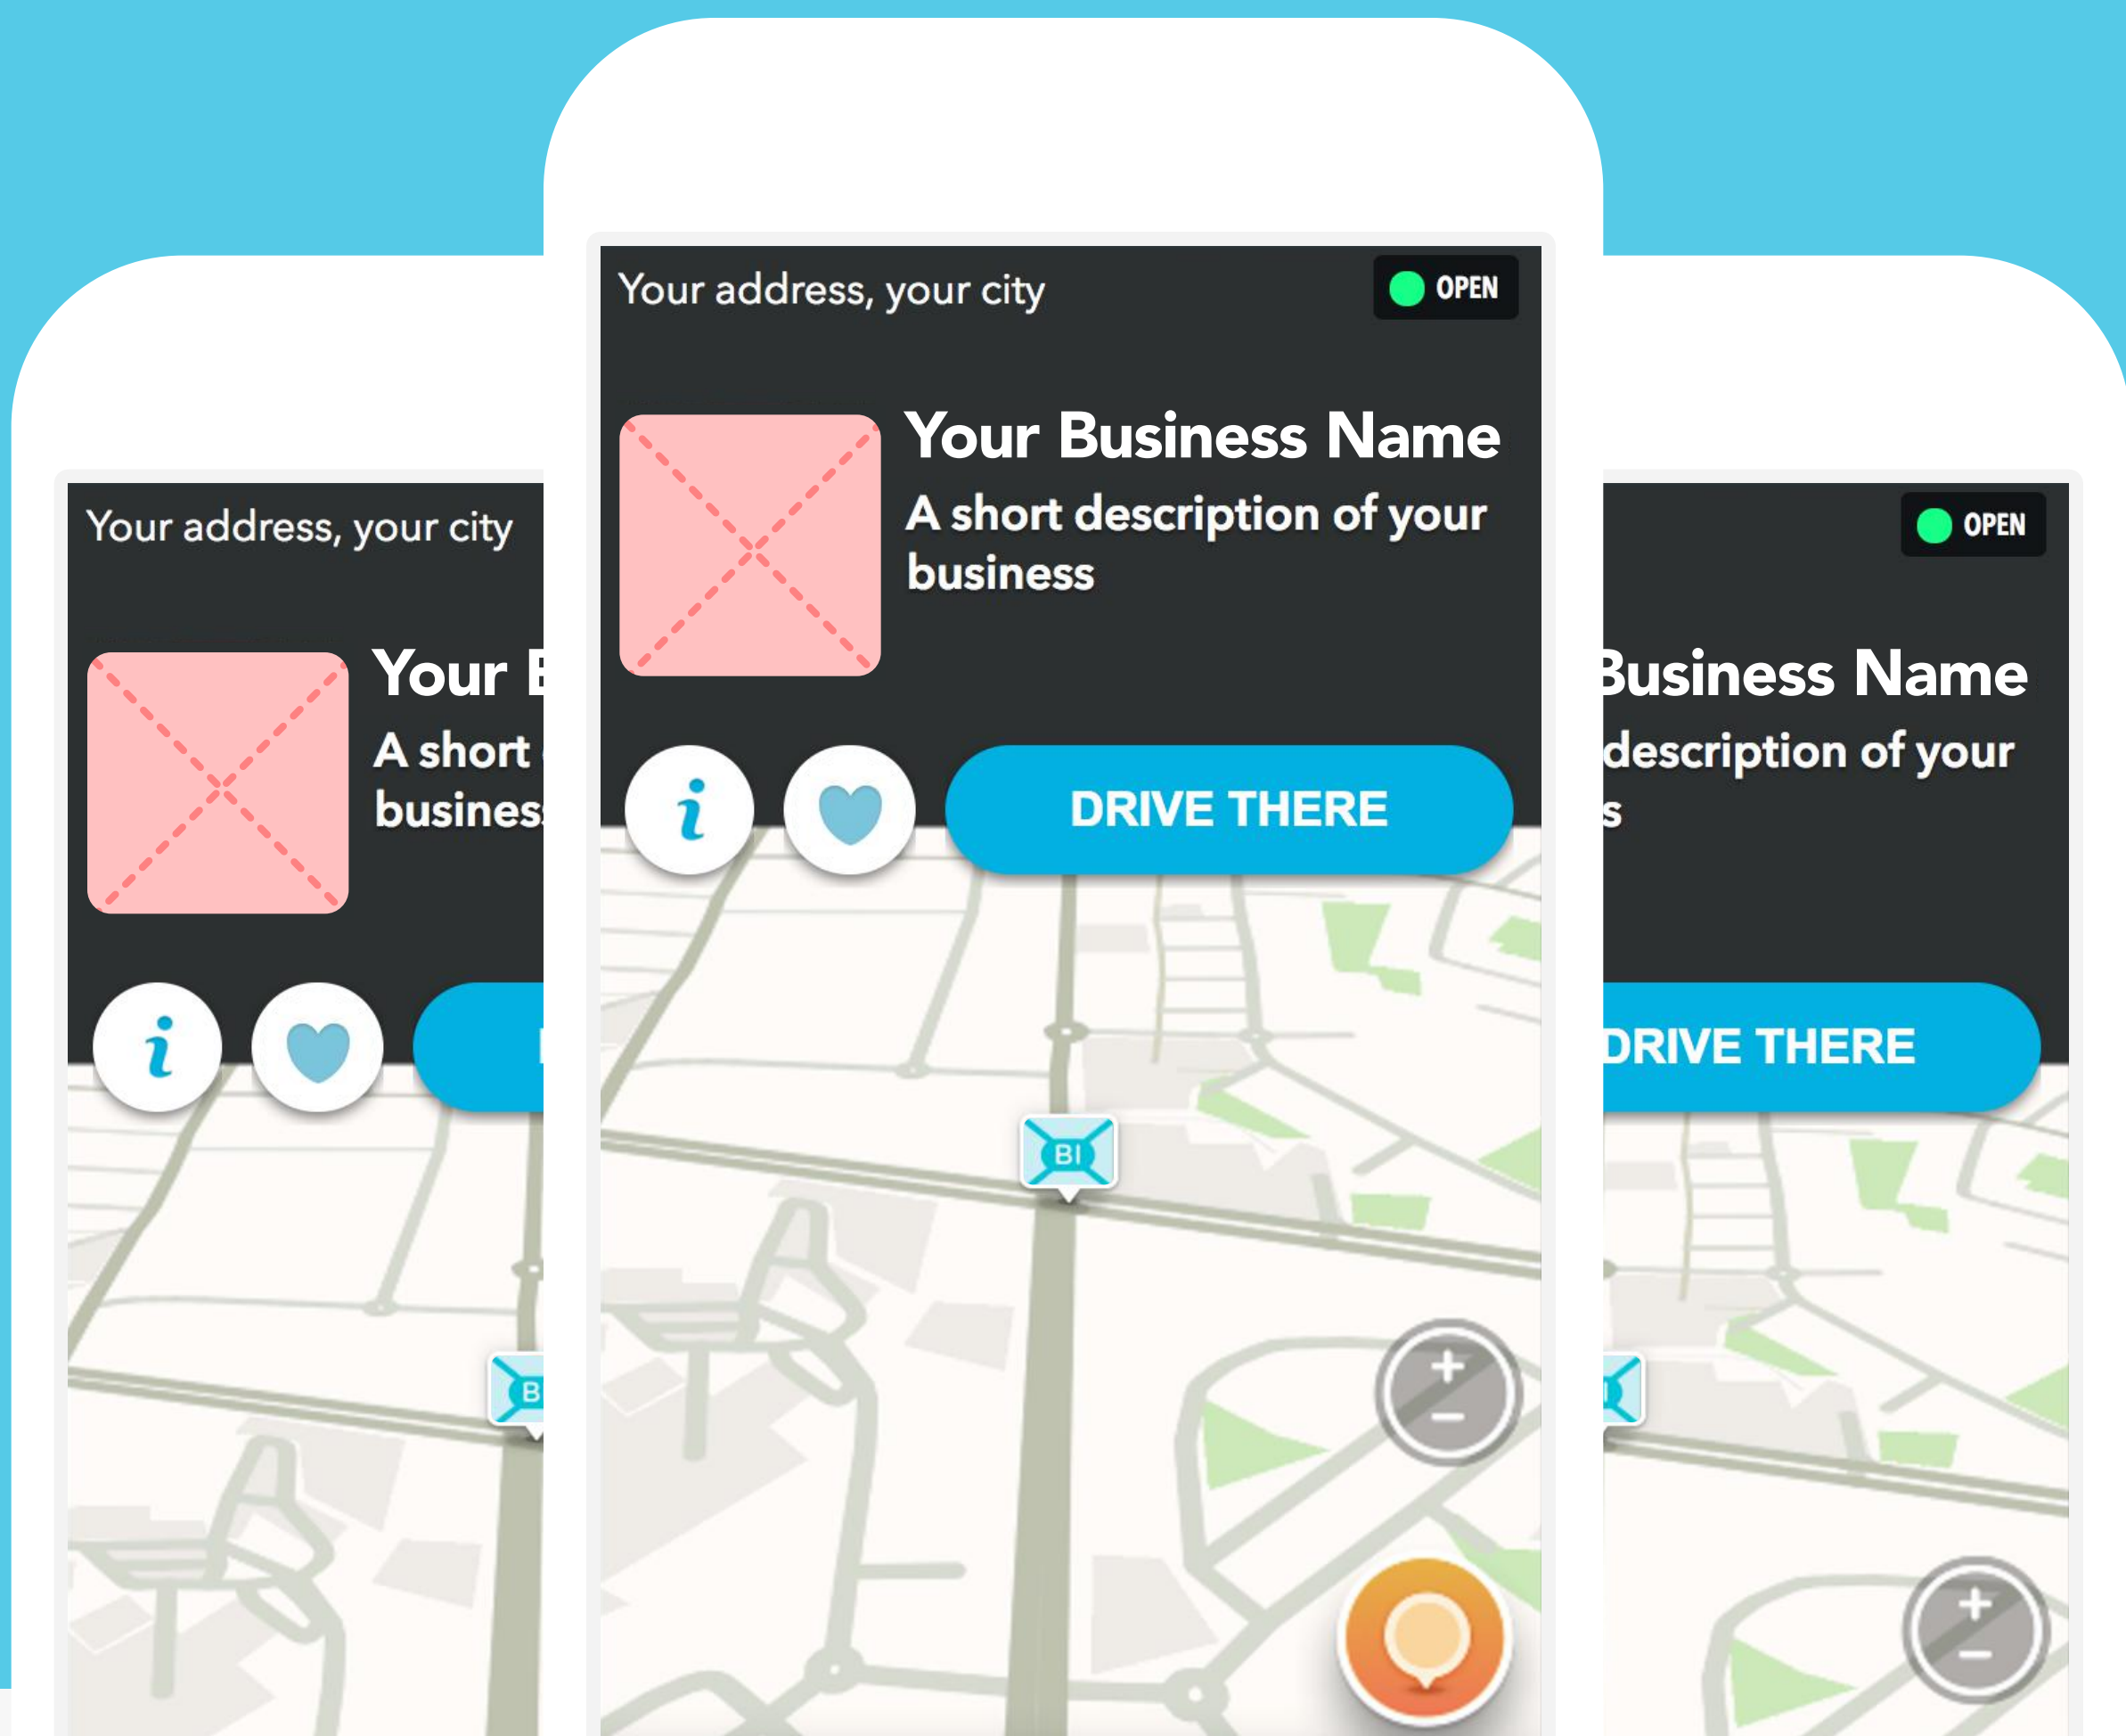 Your address, your city
OPEN
Your Business Name
A short description of your
business
i
DRIVE THERE
BI
+
−
Your address, your city
Your B
A short
business
i
B
OPEN
Business Name
description of your
s
DRIVE THERE
+
−